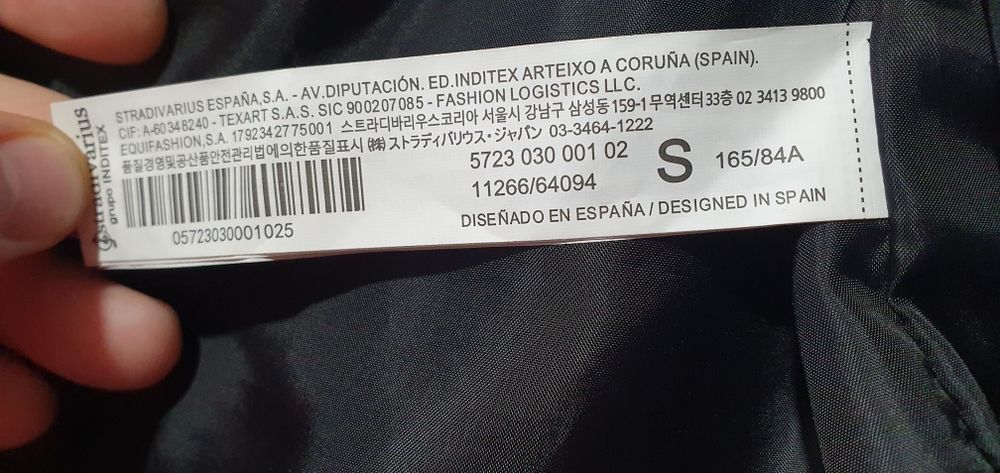 stradivarius
grupo INDITEX
STRADIVARIUS ESPAÑA,S.A. - AV.DIPUTACIÓN. ED.INDITEX ARTEIXO A CORUÑA (SPAIN).
CIF: A-60348240 - TEXART S.A.S. SIC 900207085 - FASHION LOGISTICS LLC.
EQUIFASHION,S.A. 1792342775001 스트라디바리우스코리아 서울시 강남구 삼성동 159-1 무역센터 33층 02 3413 9800
품질경영및공산품안전관리법에의한품질표시 (株) ストラディバリウス・ジャパン 03-3464-1222
5723 030 001 02
S
165/84A
11266/64094
05723030001025
DISEÑADO EN ESPAÑA / DESIGNED IN SPAIN